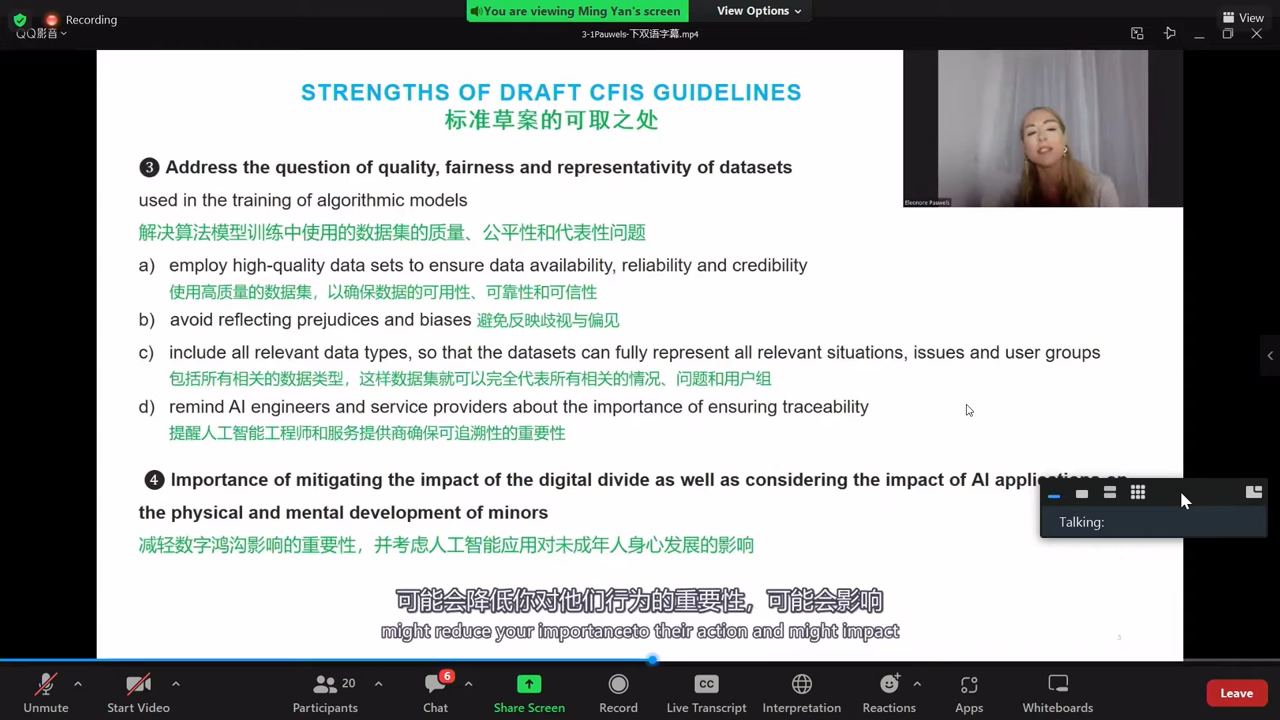 Recording
You are viewing Ming Yan's screen
View Options
View
QQ影音
3-1Pauwels-下双语字幕.mp4
STRENGTHS OF DRAFT CFIS GUIDELINES
标准草案的可取之处
Eleonore Pauwels
❸ Address the question of quality, fairness and representativity of datasets
used in the training of algorithmic models
解决算法模型训练中使用的数据集的质量、公平性和代表性问题
a) employ high-quality data sets to ensure data availability, reliability and credibility
使用高质量的数据集，以确保数据的可用性、可靠性和可信性
b) avoid reflecting prejudices and biases 避免反映歧视与偏见
c) include all relevant data types, so that the datasets can fully represent all relevant situations, issues and user groups
包括所有相关的数据类型，这样数据集就可以完全代表所有相关的情况、问题和用户组
d) remind AI engineers and service providers about the importance of ensuring traceability
提醒人工智能工程师和服务提供商确保可追溯性的重要性
❹ Importance of mitigating the impact of the digital divide as well as considering the impact of AI applications on
the physical and mental development of minors
减轻数字鸿沟影响的重要性，并考虑人工智能应用对未成年人身心发展的影响
Talking:
可能会降低你对他们行为的重要性，可能会影响
might reduce your importanceto their action and might impact
3
Unmute
Start Video
20
Participants
6
Chat
Share Screen
Record
CC
Live Transcript
Interpretation
Reactions
Apps
Whiteboards
Leave